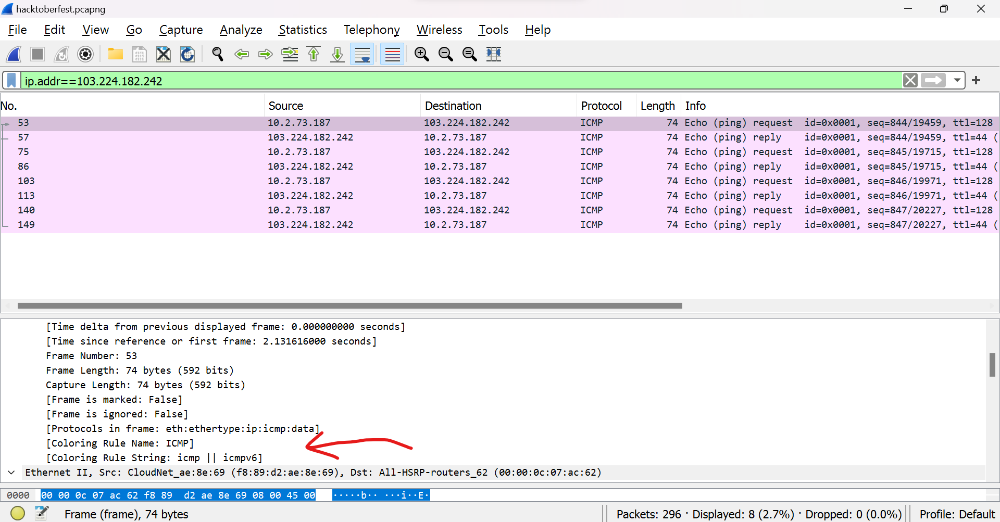 hacktoberfest.pcapng
File Edit View Go Capture Analyze Statistics Telephony Wireless Tools Help
ip.addr==103.224.182.242
No. Source Destination Protocol Length Info
53 10.2.73.187 103.224.182.242 ICMP 74 Echo (ping) request id=0x0001, seq=844/19459, ttl=128
57 103.224.182.242 10.2.73.187 ICMP 74 Echo (ping) reply id=0x0001, seq=844/19459, ttl=44 (
75 10.2.73.187 103.224.182.242 ICMP 74 Echo (ping) request id=0x0001, seq=845/19715, ttl=128
86 103.224.182.242 10.2.73.187 ICMP 74 Echo (ping) reply id=0x0001, seq=845/19715, ttl=44 (
103 10.2.73.187 103.224.182.242 ICMP 74 Echo (ping) request id=0x0001, seq=846/19971, ttl=128
113 103.224.182.242 10.2.73.187 ICMP 74 Echo (ping) reply id=0x0001, seq=846/19971, ttl=44 (
140 10.2.73.187 103.224.182.242 ICMP 74 Echo (ping) request id=0x0001, seq=847/20227, ttl=128
149 103.224.182.242 10.2.73.187 ICMP 74 Echo (ping) reply id=0x0001, seq=847/20227, ttl=44 (
[Time delta from previous displayed frame: 0.000000000 seconds]
[Time since reference or first frame: 2.131616000 seconds]
Frame Number: 53
Frame Length: 74 bytes (592 bits)
Capture Length: 74 bytes (592 bits)
[Frame is marked: False]
[Frame is ignored: False]
[Protocols in frame: eth:ethertype:ip:icmp:data]
[Coloring Rule Name: ICMP]
[Coloring Rule String: icmp || icmpv6]
Ethernet II, Src: CloudNet_ae:8e:69 (f8:89:d2:ae:8e:69), Dst: All-HSRP-routers_62 (00:00:0c:07:ac:62)
0000 00 00 0c 07 ac 62 f8 89 d2 ae 8e 69 08 00 45 00 ·····b·· ···i··E·
Frame (frame), 74 bytes Packets: 296 · Displayed: 8 (2.7%) · Dropped: 0 (0.0%) Profile: Default